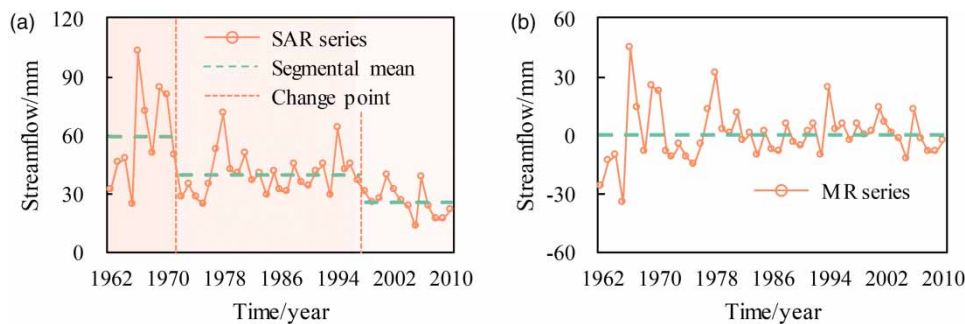 (a)
120
90
60
30
0
Streamflow/mm
SAR series
Segmental mean
Change point
1962 1970 1978 1986 1994 2002 2010
Time/year
(b)
60
30
0
-30
-60
Streamflow/mm
MR series
1962 1970 1978 1986 1994 2002 2010
Time/year